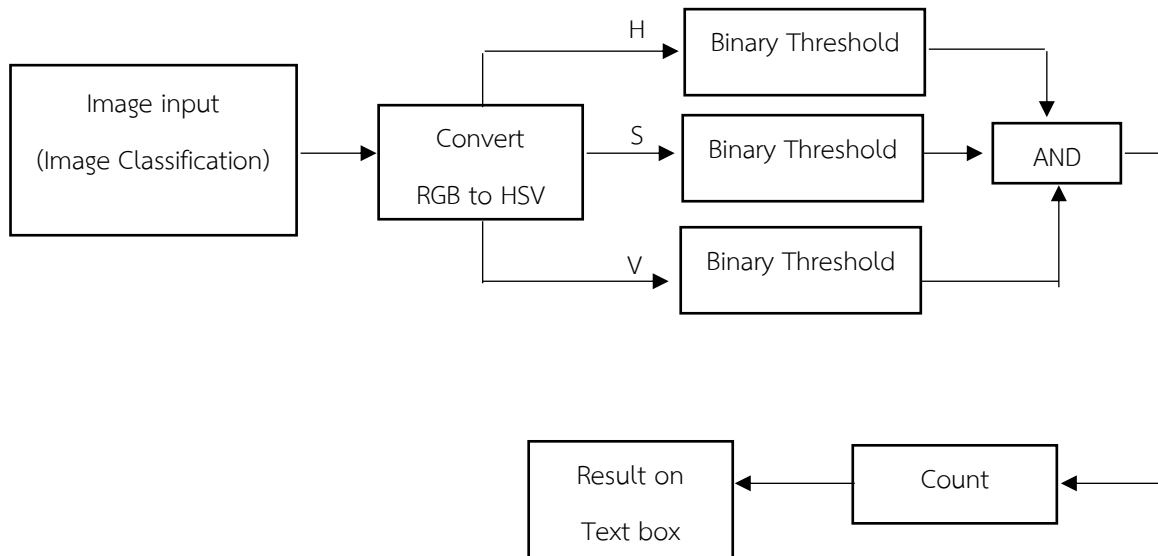 Image input
(Image Classification)
Convert
RGB to HSV
H
Binary Threshold
S
Binary Threshold
V
Binary Threshold
AND
Count
Result on
Text box